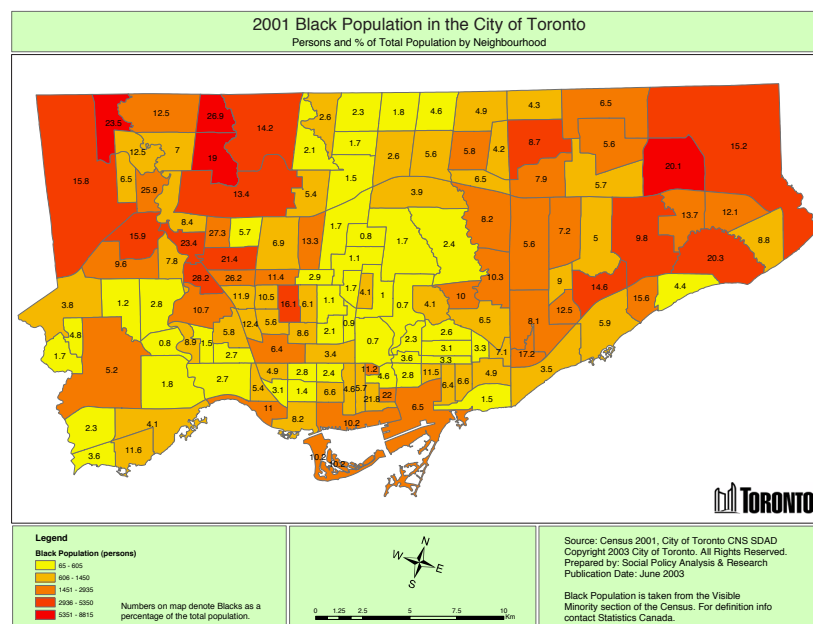 2001 Black Population in the City of Toronto
Persons and % of Total Population by Neighbourhood
12.5 26.9 2.6 2.3 1.8 4.6 4.9 4.3 6.5
22.5 14.2
15.8 12.5 7 19 2.1 1.7 2.6 5.6 5.8 4.2 8.7 5.6 20.1 15.2
6.5 25.9 13.4 5.4 1.5 3.9 6.5 7.9 5.7
8.4 13.7 12.1
15.9 23.4 27.3 5.7 6.9 13.3 1.7 0.8 1.7 2.4 8.2 5.6 7.2 5 9.8 8.8
9.6 7.8 21.4 1.1 20.3
28.2 26.2 11.4 2.9 10.3
3.8 1.2 2.8 10.7 11.9 10.5 16.1 6.1 1.1 1.7 4.1 1 0.7 4.1 10 9 14.6 15.6 4.4
4.8 5.8 12.4 5.6 8.6 2.1 0.9 6.5 8.1 12.5 5.9
1.7 0.8 8.9 1.5 2.7 6.4 3.4 0.7 2.3 2.6 3.1 3.3 7.1 17.2
5.2 3.6 3.3
1.8 2.7 4.9 2.8 2.4 11.2 4.6 2.8 11.5 6.4 6.6 4.9 3.5
5.4 3.1 1.4 6.6 4.6 5.7 21.8 22 1.5
11 8.2 10.2 6.5
2.3 4.1
3.6 11.6 10.2 10.2
TORONTO
Legend
Black Population (persons)
65 - 605
606 - 1450
1451 - 2935
2936 - 5350
5351 - 8815
Numbers on map denote Blacks as a
percentage of the total population.
N
W E
S
0 1.25 2.5 5 7.5 10
Km
Source: Census 2001, City of Toronto CNS SDAD
Copyright 2003 City of Toronto. All Rights Reserved.
Prepared by: Social Policy Analysis & Research
Publication Date: June 2003
Black Population is taken from the Visible
Minority section of the Census. For definition info
contact Statistics Canada.